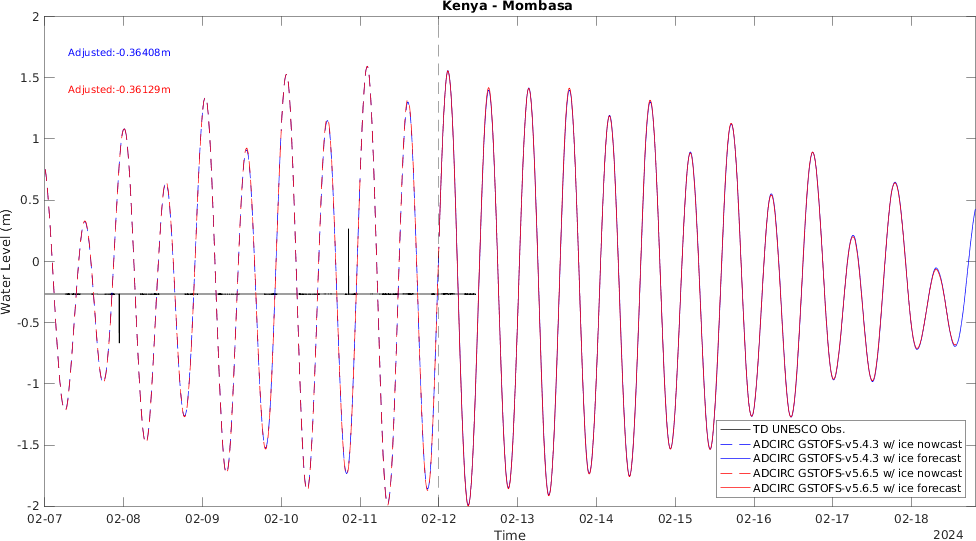 Kenya - Mombasa
2
1.5
1
0.5
0
-0.5
-1
-1.5
-2
Water Level (m)
Adjusted:-0.36408m
Adjusted:-0.36129m
TD UNESCO Obs.
ADCIRC GSTOFS-v5.4.3 w/ ice nowcast
ADCIRC GSTOFS-v5.4.3 w/ ice forecast
ADCIRC GSTOFS-v5.6.5 w/ ice nowcast
ADCIRC GSTOFS-v5.6.5 w/ ice forecast
02-07 02-08 02-09 02-10 02-11 02-12 02-13 02-14 02-15 02-16 02-17 02-18
Time
2024